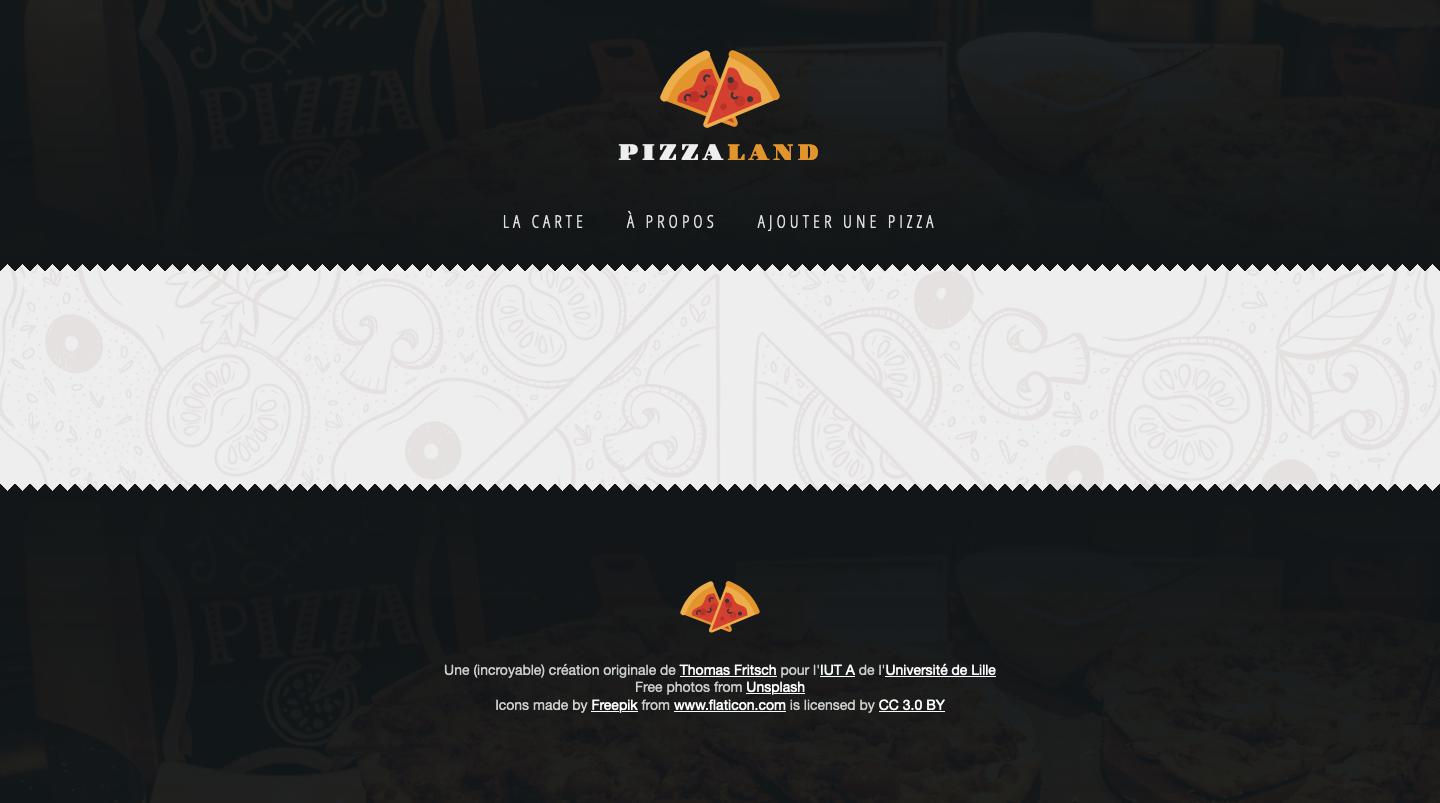 PIZZA
PIZZALAND
LA CARTE À PROPOS AJOUTER UNE PIZZA
PIZZA
Une (incroyable) création originale de Thomas Fritsch pour l'IUT A de l'Université de Lille
Free photos from Unsplash
Icons made by Freepik from www.flaticon.com is licensed by CC 3.0 BY